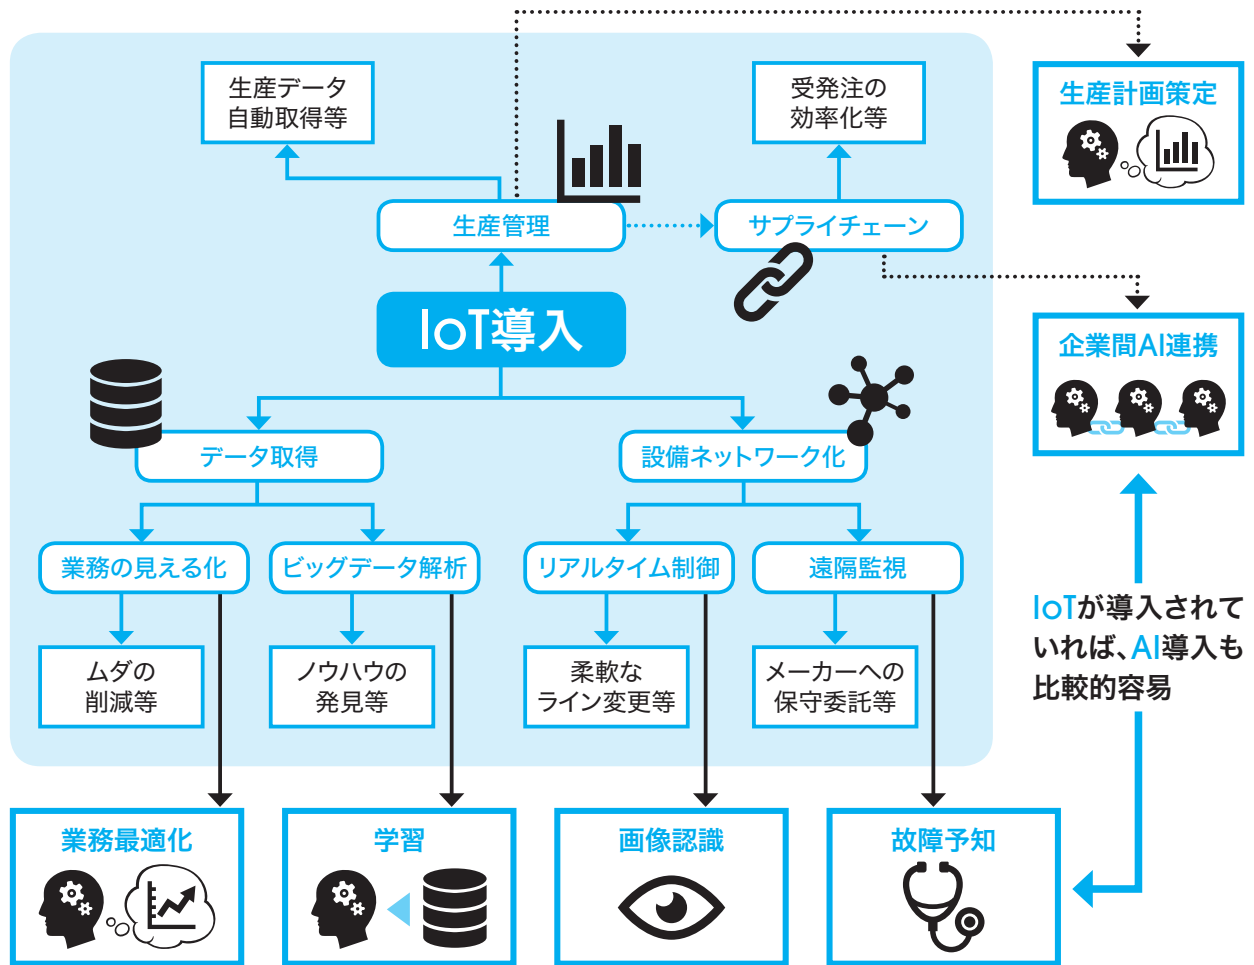 生産データ
自動取得等
受発注の
効率化等
生産計画策定
生産管理
サプライチェーン
IoT導入
企業間AI連携
データ取得
設備ネットワーク化
業務の見える化
ビッグデータ解析
リアルタイム制御
遠隔監視
IoTが導入されて
いれば、AI導入も
比較的容易
ムダの
削減等
ノウハウの
発見等
柔軟な
ライン変更等
メーカーへの
保守委託等
業務最適化
学習
画像認識
故障予知